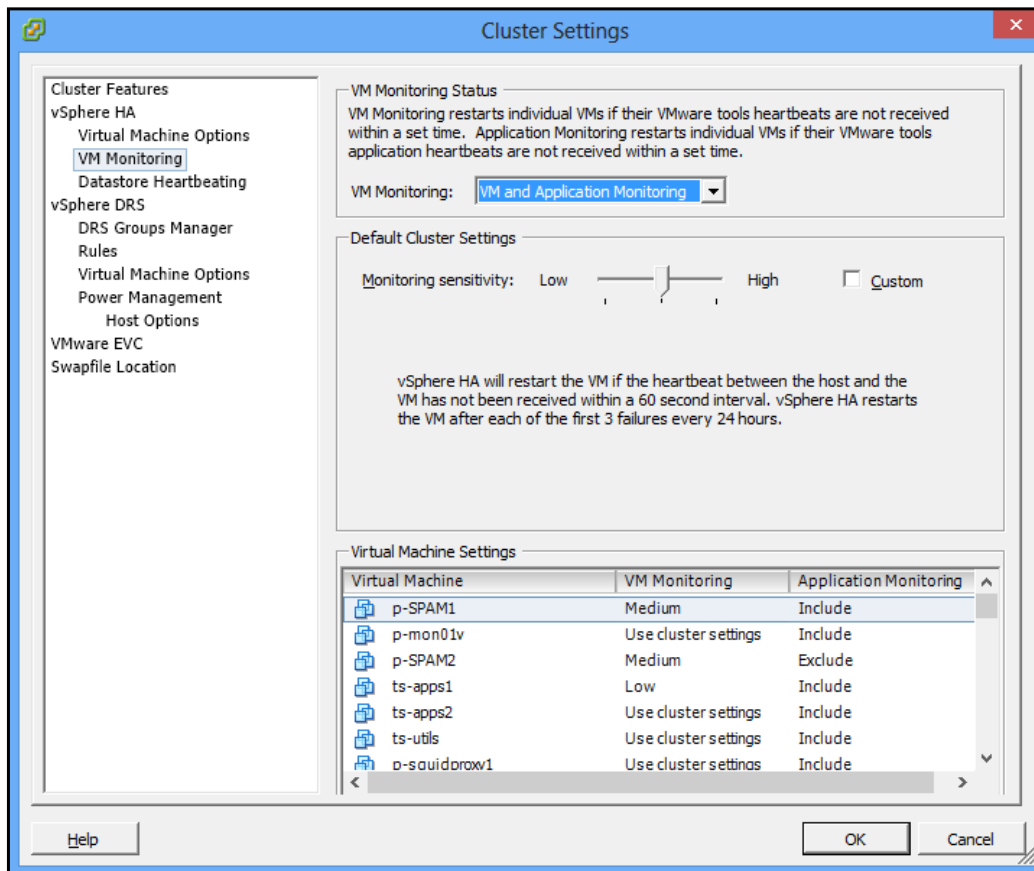 Cluster Settings
Cluster Features
vSphere HA
Virtual Machine Options
VM Monitoring
Datastore Heartbeating
vSphere DRS
DRS Groups Manager
Rules
Virtual Machine Options
Power Management
Host Options
VMware EVC
Swapfile Location
VM Monitoring Status
VM Monitoring restarts individual VMs if their VMware tools heartbeats are not received
within a set time. Application Monitoring restarts individual VMs if their VMware tools
application heartbeats are not received within a set time.
VM Monitoring: VM and Application Monitoring
Default Cluster Settings
Monitoring sensitivity: Low High Custom
vSphere HA will restart the VM if the heartbeat between the host and the
VM has not been received within a 60 second interval. vSphere HA restarts
the VM after each of the first 3 failures every 24 hours.
Virtual Machine Settings
Virtual Machine VM Monitoring Application Monitoring
p-SPAM1 Medium Include
p-mon01v Use cluster settings Include
p-SPAM2 Medium Exclude
ts-apps1 Low Include
ts-apps2 Use cluster settings Include
ts-utils Use cluster settings Include
p-squidproxv1 Use cluster settings Include
Help OK Cancel